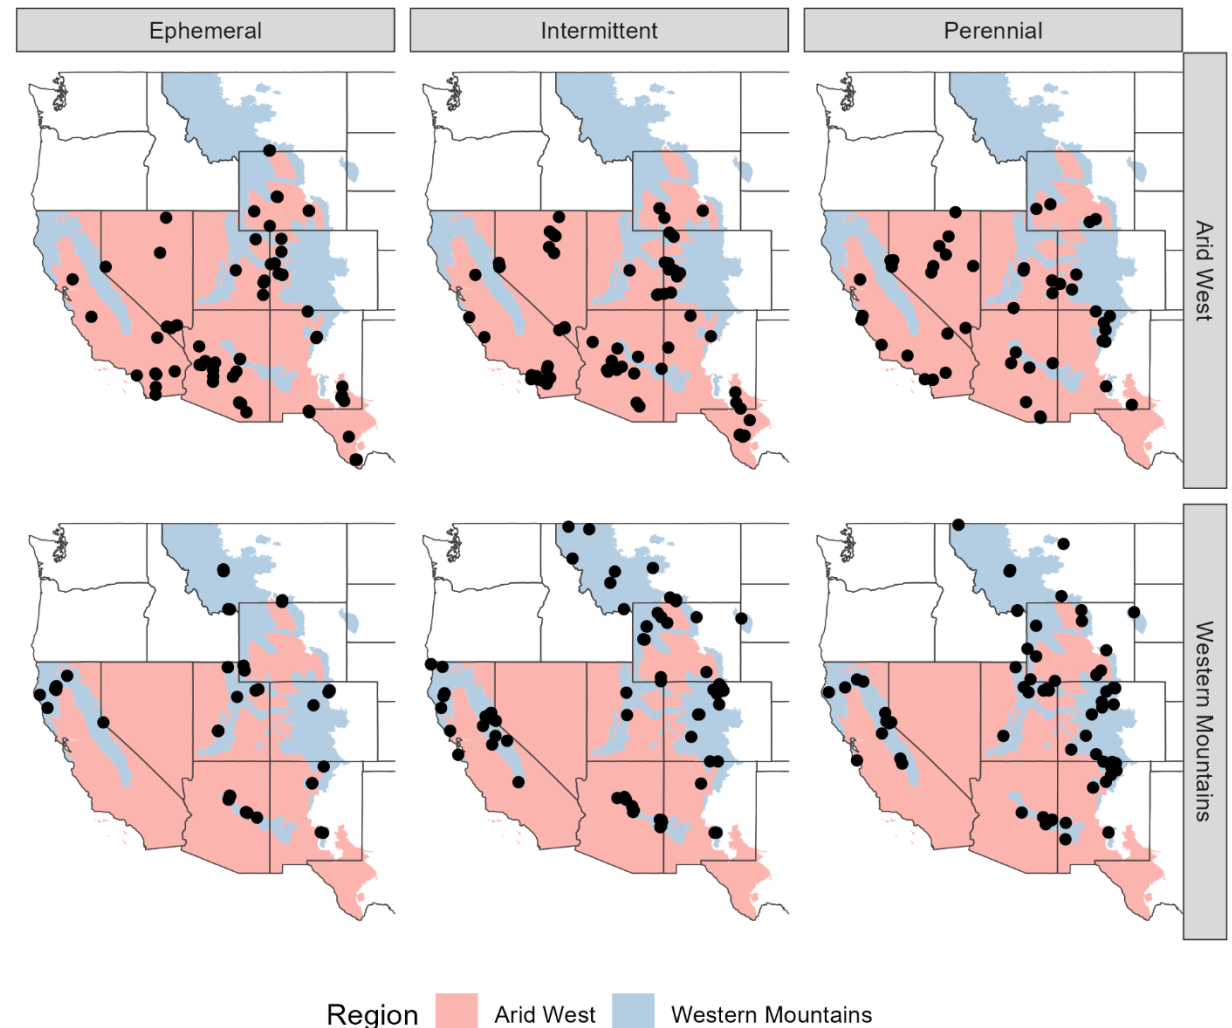 Ephemeral
Intermittent
Perennial
Arid West
Western Mountains
Region
Arid West
Western Mountains